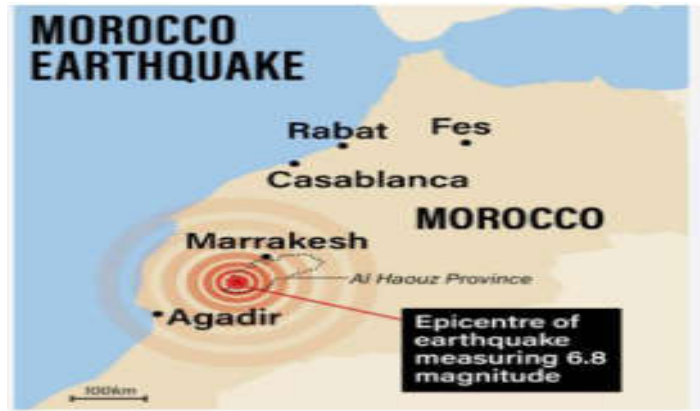 MOROCCO
EARTHQUAKE
Rabat
Fes
Casablanca
MOROCCO
Marrakesh
Al Haouz Province
Agadir
Epicentre of
earthquake
measuring 6.8
magnitude
100km